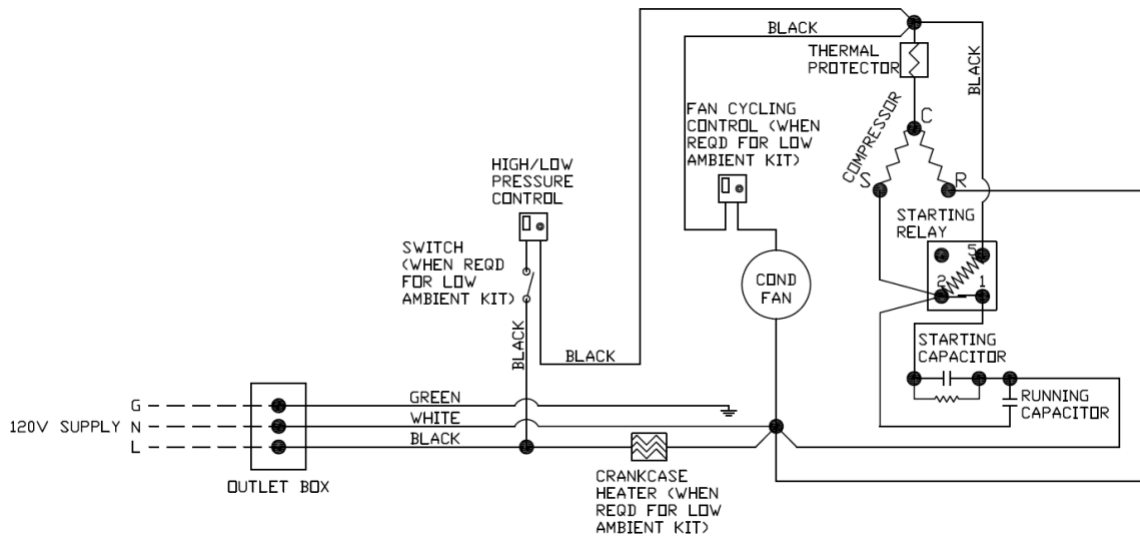 BLACK
THERMAL
PROTECTOR
BLACK
FAN CYCLING
CONTROL (WHEN
REQD FOR LOW
AMBIENT KIT)
COMPRESSOR
C
S
R
HIGH/LOW
PRESSURE
CONTROL
STARTING
RELAY
SWITCH
(WHEN REQD
FOR LOW
AMBIENT KIT)
5
2
1
COND
FAN
BLACK
BLACK
STARTING
CAPACITOR
RUNNING
CAPACITOR
G
GREEN
120V SUPPLY N
WHITE
L
BLACK
OUTLET BOX
CRANKCASE
HEATER (WHEN
REQD FOR LOW
AMBIENT KIT)